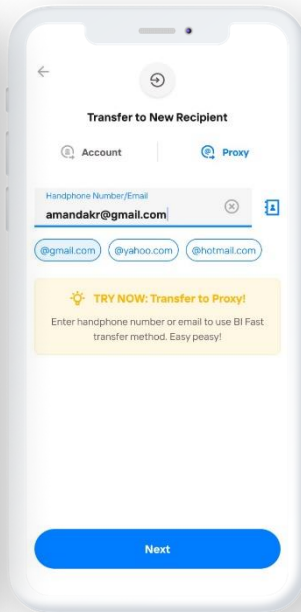 Transfer to New Recipient
Account
Proxy
Handphone Number/Email
amandakr@gmail.com
@gmail.com @yahoo.com @hotmail.com
TRY NOW: Transfer to Proxy!
Enter handphone number or email to use BI Fast
transfer method. Easy peasy!
Next